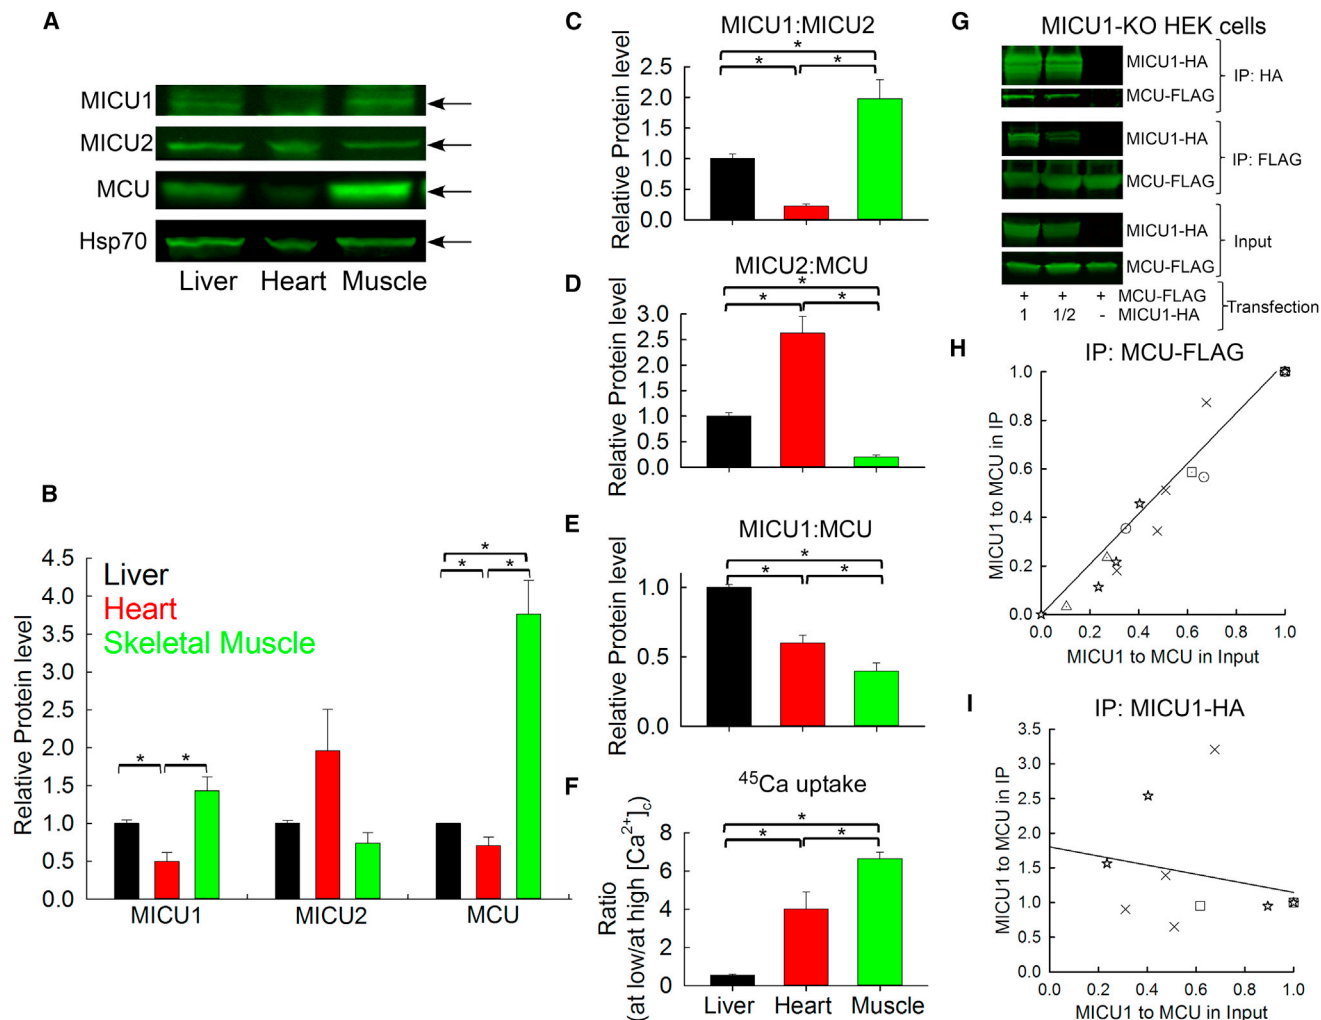 A
MICU1
MICU2
MCU
Hsp70
Liver Heart Muscle
B
Relative Protein level
4.5
4.0
3.5
3.0
2.5
2.0
1.5
1.0
0.5
0.0
Liver
Heart
Skeletal Muscle
* *
* * *
MICU1 MICU2 MCU
C
MICU1:MICU2
Relative Protein level
2.5
2.0
1.5
1.0
0.5
0.0
*
* *
D
MICU2:MCU
Relative Protein level
3.0
2.5
2.0
1.5
1.0
0.5
0.0
*
* *
E
MICU1:MCU
Relative Protein level
1.0
0.5
0.0
*
* *
F
45Ca uptake
Ratio
(at low/at high [Ca2+]c)
8
6
4
2
0
*
* *
Liver Heart Muscle
G
MICU1-KO HEK cells
MICU1-HA
MCU-FLAG
IP: HA
MICU1-HA
MCU-FLAG
IP: FLAG
MICU1-HA
MCU-FLAG
Input
+ + + MCU-FLAG
1 1/2 - MICU1-HA
Transfection
H
IP: MCU-FLAG
MICU1 to MCU in IP
1.0
0.8
0.6
0.4
0.2
0.0
0.0 0.2 0.4 0.6 0.8 1.0
MICU1 to MCU in Input
I
IP: MICU1-HA
MICU1 to MCU in IP
3.5
3.0
2.5
2.0
1.5
1.0
0.5
0.0
0.0 0.2 0.4 0.6 0.8 1.0
MICU1 to MCU in Input